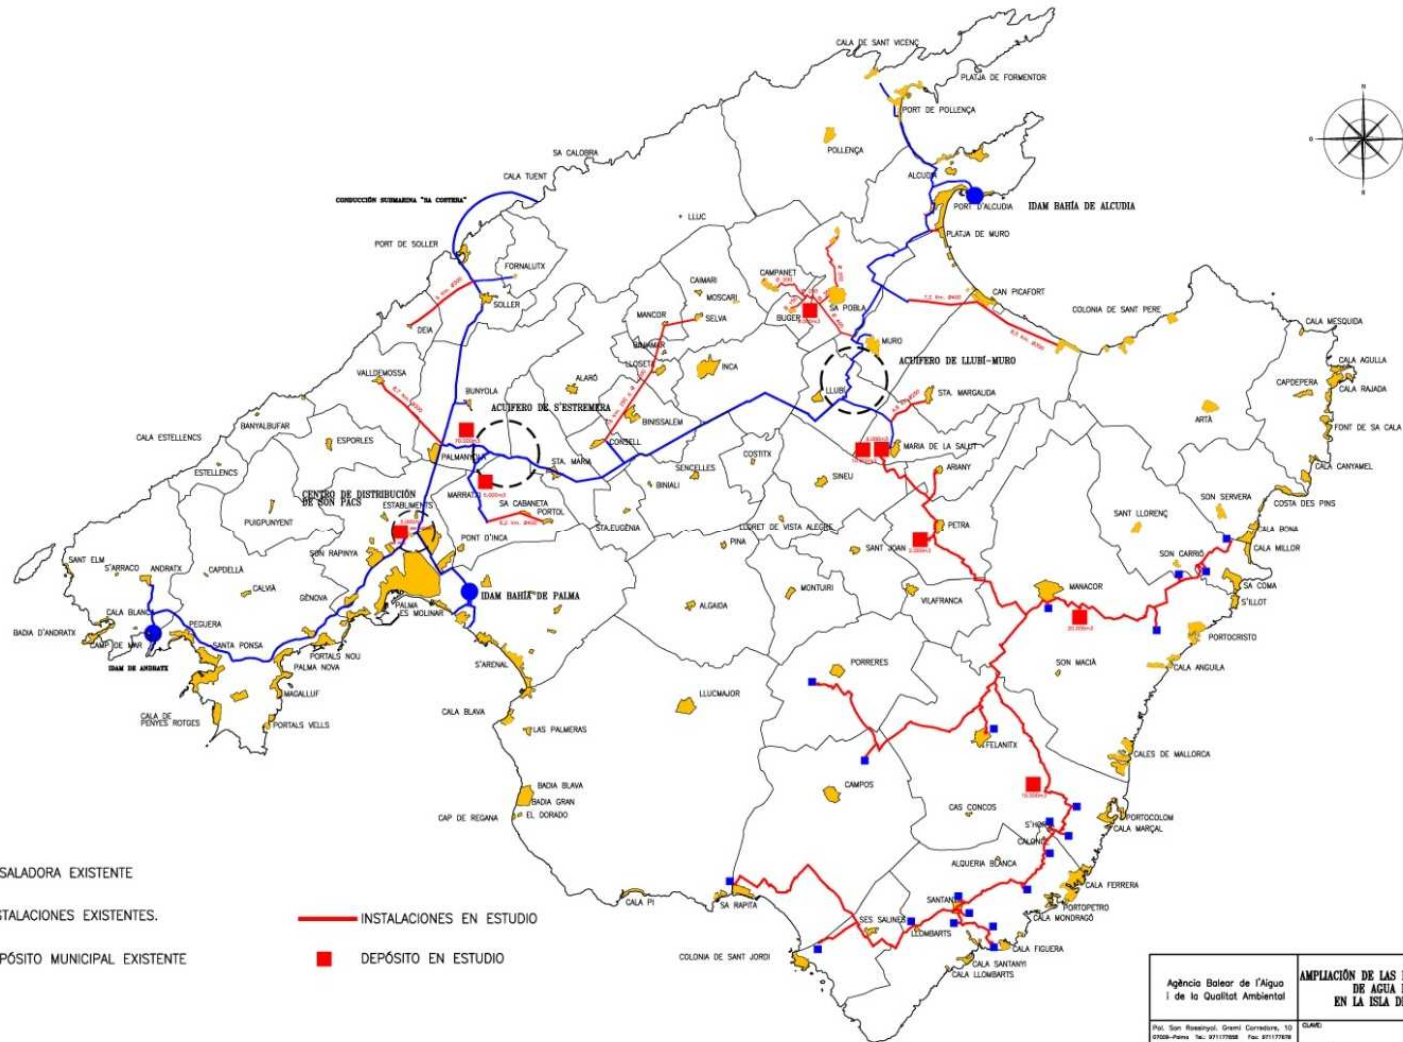 CALA DE SANT VICENÇ
PLATJA DE FORMENTOR
PORT DE POLLENÇA
POLLENÇA
SA CALOBRA
CALA TUENT
ALCUDIA
CONDUCCIÓN SUBMARINA "SA COSTERA"
PORT D'ALCUDIA
IDAM BAHÍA DE ALCUDIA
+ LLUC
PLATJA DE MURO
PORT DE SOLLER
FORNALUTX
CAMPANET
CAIMARI
MOSCARI
SOLLER
CAN PICAFORT
SA POBLA
COLONIA DE SANT PERE
BUGER
SELVA
MANCOR
DEIA
CALA MESQUIDA
MURO
LLOSETA
ACUIFERO DE LLUBÍ-MURO
CALA AGULLA
INCA
VALLDEMOSSA
CALA RAJADA
CAPDEPERA
BUNYOLA
ALARÓ
LLUBÍ
STA. MARGALIDA
ACUIFERO DE S'ESTREMERA
BANYALBUFAR
BINISSALEM
ARTÀ
FONT DE SA CALA
CALA ESTELLENCS
ESPORLES
CONSELL
MARIA DE LA SALUT
PALMANYOLA
COSTITX
CALA CANYAMEL
ESTELLENCS
STA. MARIA
SENCELLES
ARIANY
SINEU
BINIALI
CENTRO DE DISTRIBUCIÓN
DE SON PACS
MARRATXI
5.000m3
SON SERVERA
COSTA DES PINS
SA CABANETA
ESTABLIMENTS
PORTOL
SANT LLORENÇ
PUIGPUNYENT
STA.EUGÈNIA
LLORET DE VISTA ALEGRE
PETRA
CALA BONA
PINA
SANT JOAN
CALA MILLOR
SON RAPINYA
PONT D'INCA
SON CARRIÓ
SANT ELM
S'ARRACO
ANDRATX
CAPDELLÀ
SA COMA
MANACOR
CALVIÀ
MONTUIRI
VILAFRANCA
GÈNOVA
IDAM BAHÍA DE PALMA
S'ILLOT
PALMA
ES MOLINAR
ALGAIDA
CALA BLANCA
PORTOCRISTO
BADIA D'ANDRATX
PEGUERA
CAMP DE MAR
SANTA PONSA
PORTALS NOU
IDAM DE ANDRATX
PALMA NOVA
S'ARENAL
PORRERES
SON MACIÀ
CALA ANGUILA
MAGALLUF
LLUCMAJOR
CALA BLAVA
CALA DE
PENYES ROTGES
PORTALS VELLS
LAS PALMERAS
FELANITX
CALES DE MALLORCA
BADIA BLAVA
CAMPOS
BADIA GRAN
CAS CONCOS
CAP DE REGANA
EL DORADO
PORTOCOLOM
CALA MARÇAL
ALQUERIA BLANCA
SALADORA EXISTENTE
CALA FERRERA
CALA PI
SA RAPITA
PORTOPETRO
STALACIONES EXISTENTES.
INSTALACIONES EN ESTUDIO
CALA MONDRAGÓ
SES SALINES
LLOMBARTS
CALA FIGUERA
PÓSITO MUNICIPAL EXISTENTE
DEPÓSITO EN ESTUDIO
COLONIA DE SANT JORDI
CALA SANTANYI
CALA LLOMBARTS
Agència Balear de l'Aigua
i de la Qualitat Ambiental
AMPLIACIÓN DE LAS
DE AGUA
EN LA ISLA DE
Pol. Son Rossinyol. Gremi Corredors, 10
CLAVE: